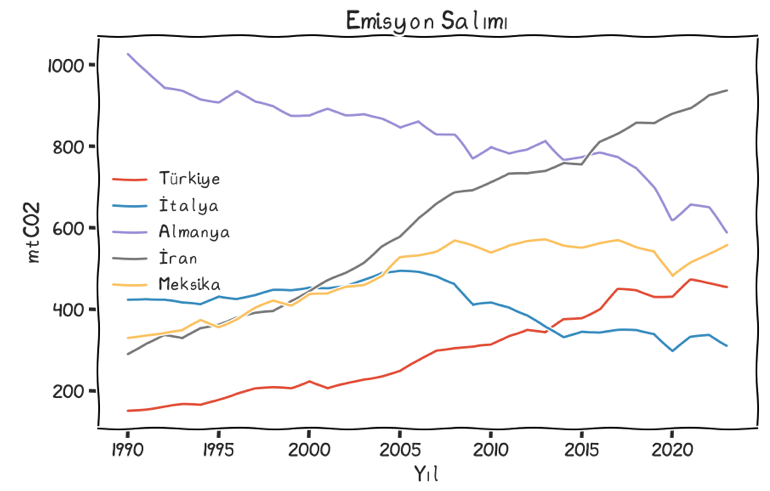 Emisyon Salımı
1000
800
600
400
200
mtCO2
Türkiye
İtalya
Almanya
İran
Meksika
1990 1995 2000 2005 2010 2015 2020
Yıl